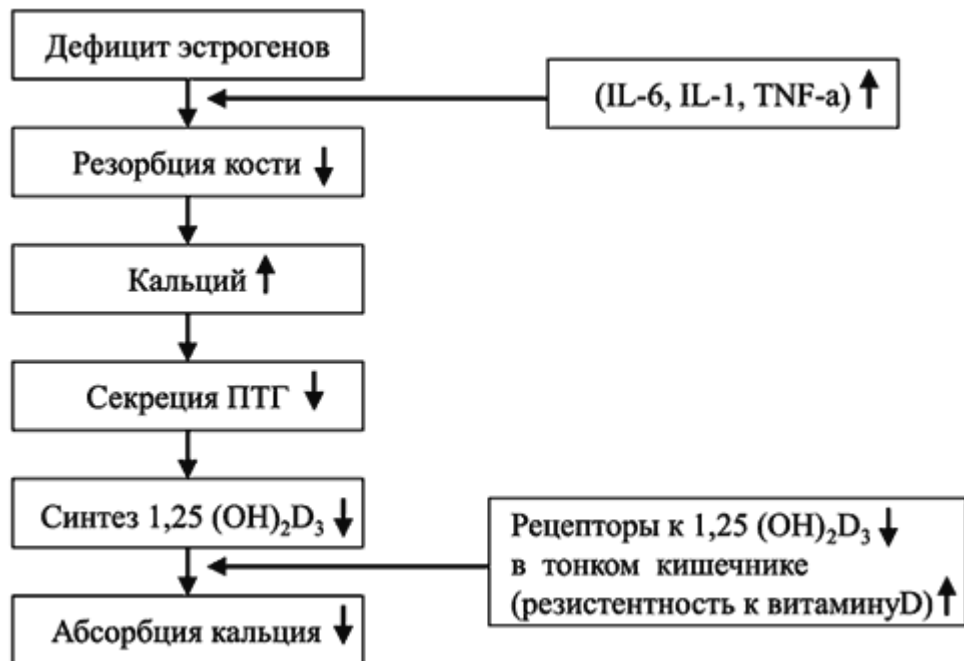 Дефицит эстрогенов
(IL-6, IL-1, TNF-a) ↑
Резорбция кости ↓
Кальций ↑
Секреция ПТГ ↓
Синтез 1,25 (OH)₂D₃ ↓
Рецепторы к 1,25 (OH)₂D₃ ↓
в тонком кишечнике
(резистентность к витаминуD) ↑
Абсорбция кальция ↓